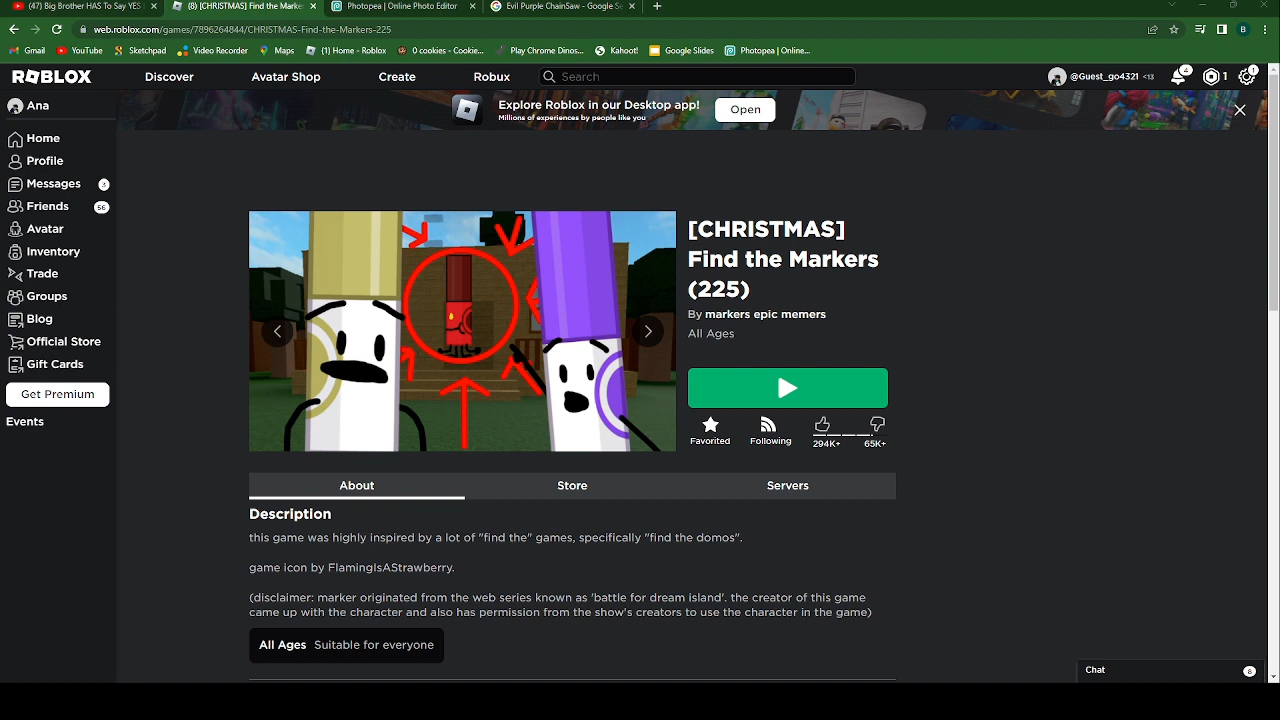 (47) Big Brother HAS To Say YES
(8) [CHRISTMAS] Find the Marke
Photopea | Online Photo Editor
Evil Purple ChainSaw - Google Se
web.roblox.com/games/7896264844/CHRISTMAS-Find-the-Markers-225
B
Gmail
YouTube
Sketchpad
Video Recorder
Maps
(1) Home - Roblox
0 cookies - Cookie...
Play Chrome Dinos...
Kahoot!
Google Slides
Photopea | Online...
ROBLOX
Discover
Avatar Shop
Create
Robux
Search
@Guest_go4321 <13
4
1
1
Ana
Explore Roblox in our Desktop app!
Millions of experiences by people like you
Open
Home
Profile
Messages 3
Friends 56
Avatar
Inventory
Trade
Groups
Blog
Official Store
Gift Cards
Get Premium
Events
[CHRISTMAS]
Find the Markers
(225)
By markers epic memers
All Ages
Favorited
Following
294K+
65K+
About
Store
Servers
Description
this game was highly inspired by a lot of "find the" games, specifically "find the domos".
game icon by FlamingIsAStrawberry.
(disclaimer: marker originated from the web series known as 'battle for dream island'. the creator of this game
came up with the character and also has permission from the show's creators to use the character in the game)
All Ages Suitable for everyone
Chat
8